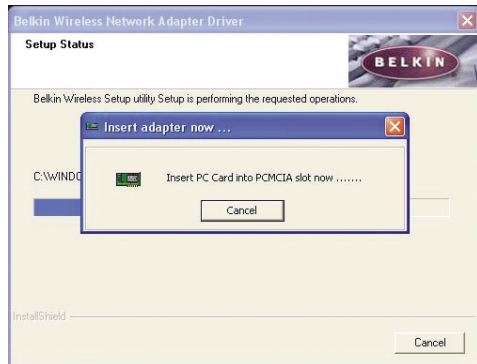 Belkin Wireless Network Adapter Driver
Setup Status
BELKIN
Belkin Wireless Setup utility Setup is performing the requested operations.
Insert adapter now ...
C:\WINDO
Insert PC Card into PCMCIA slot now .......
Cancel
InstallShield
Cancel